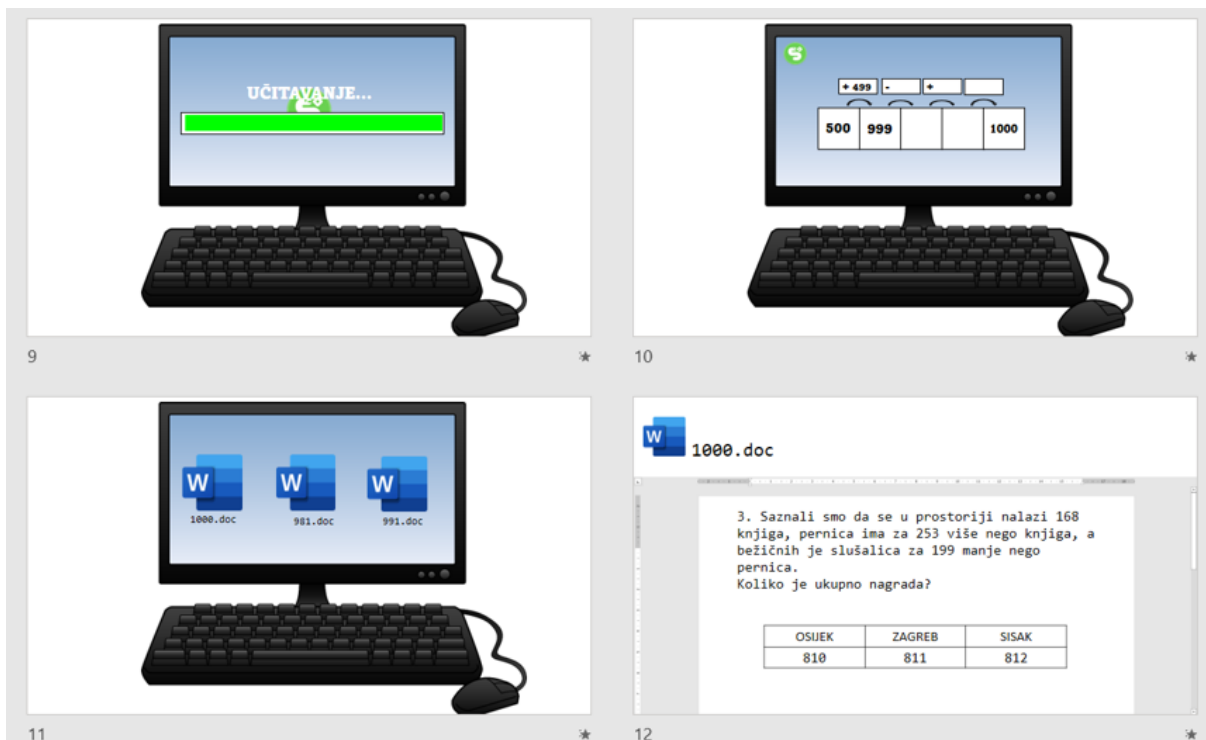 UČITAVANJE...
9
+ 499 - +
500 999 1000
10
W W W
1000.doc 981.doc 991.doc
11
W 1000.doc
3. Saznali smo da se u prostoriji nalazi 168
knjiga, pernica ima za 253 više nego knjiga, a
bežičnih je slušalica za 199 manje nego
pernica.
Koliko je ukupno nagrada?
OSIJEK ZAGREB SISAK
810 811 812
12